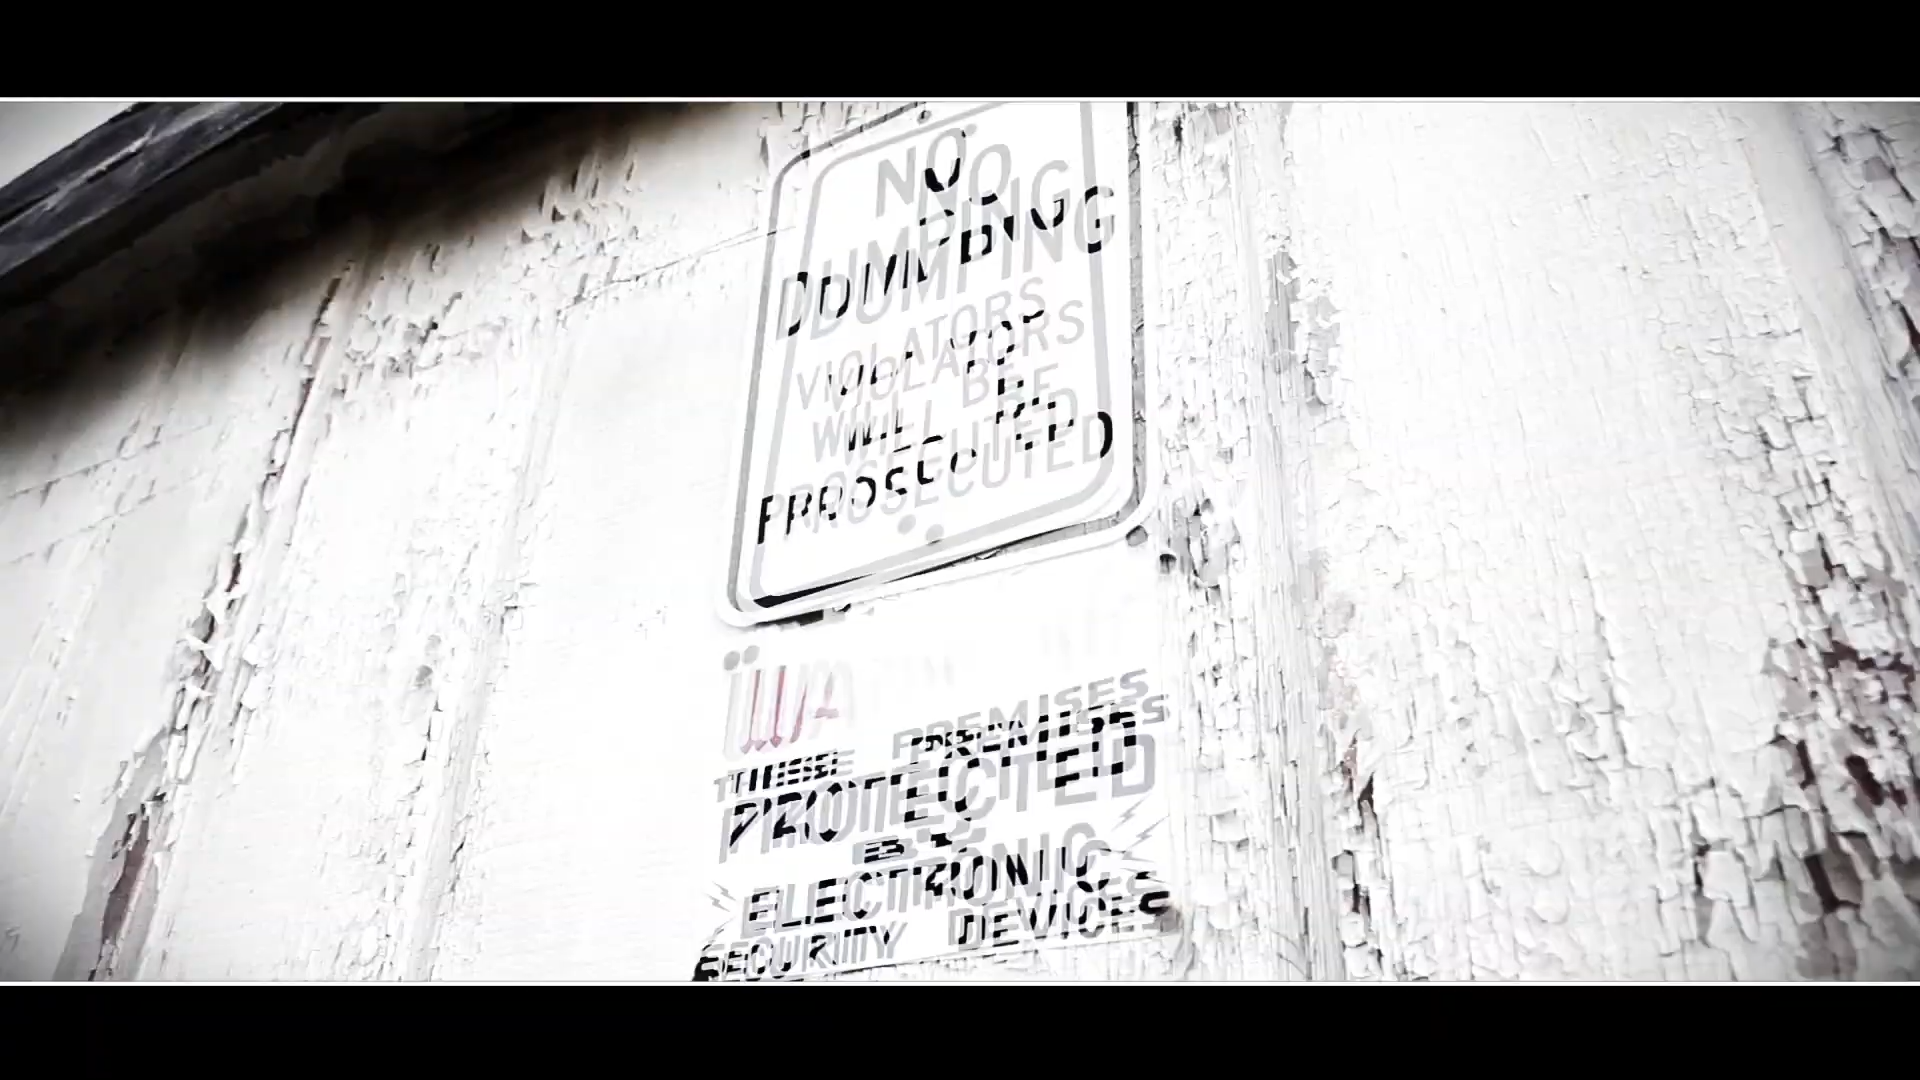 NO
DUMPING
VIOLATORS
WILL BE
PROSECUTED
THESE PREMISES
PROTECTED
BY
ELECTRONIC
SECURITY DEVICES